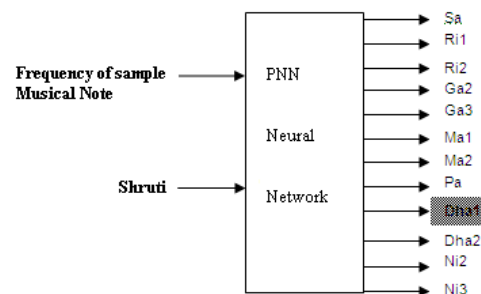 Frequency of sample
Musical Note
Shruti
PNN
Neural
Network
Sa
Ri1
Ri2
Ga2
Ga3
Ma1
Ma2
Pa
Dha1
Dha2
Ni2
Ni3